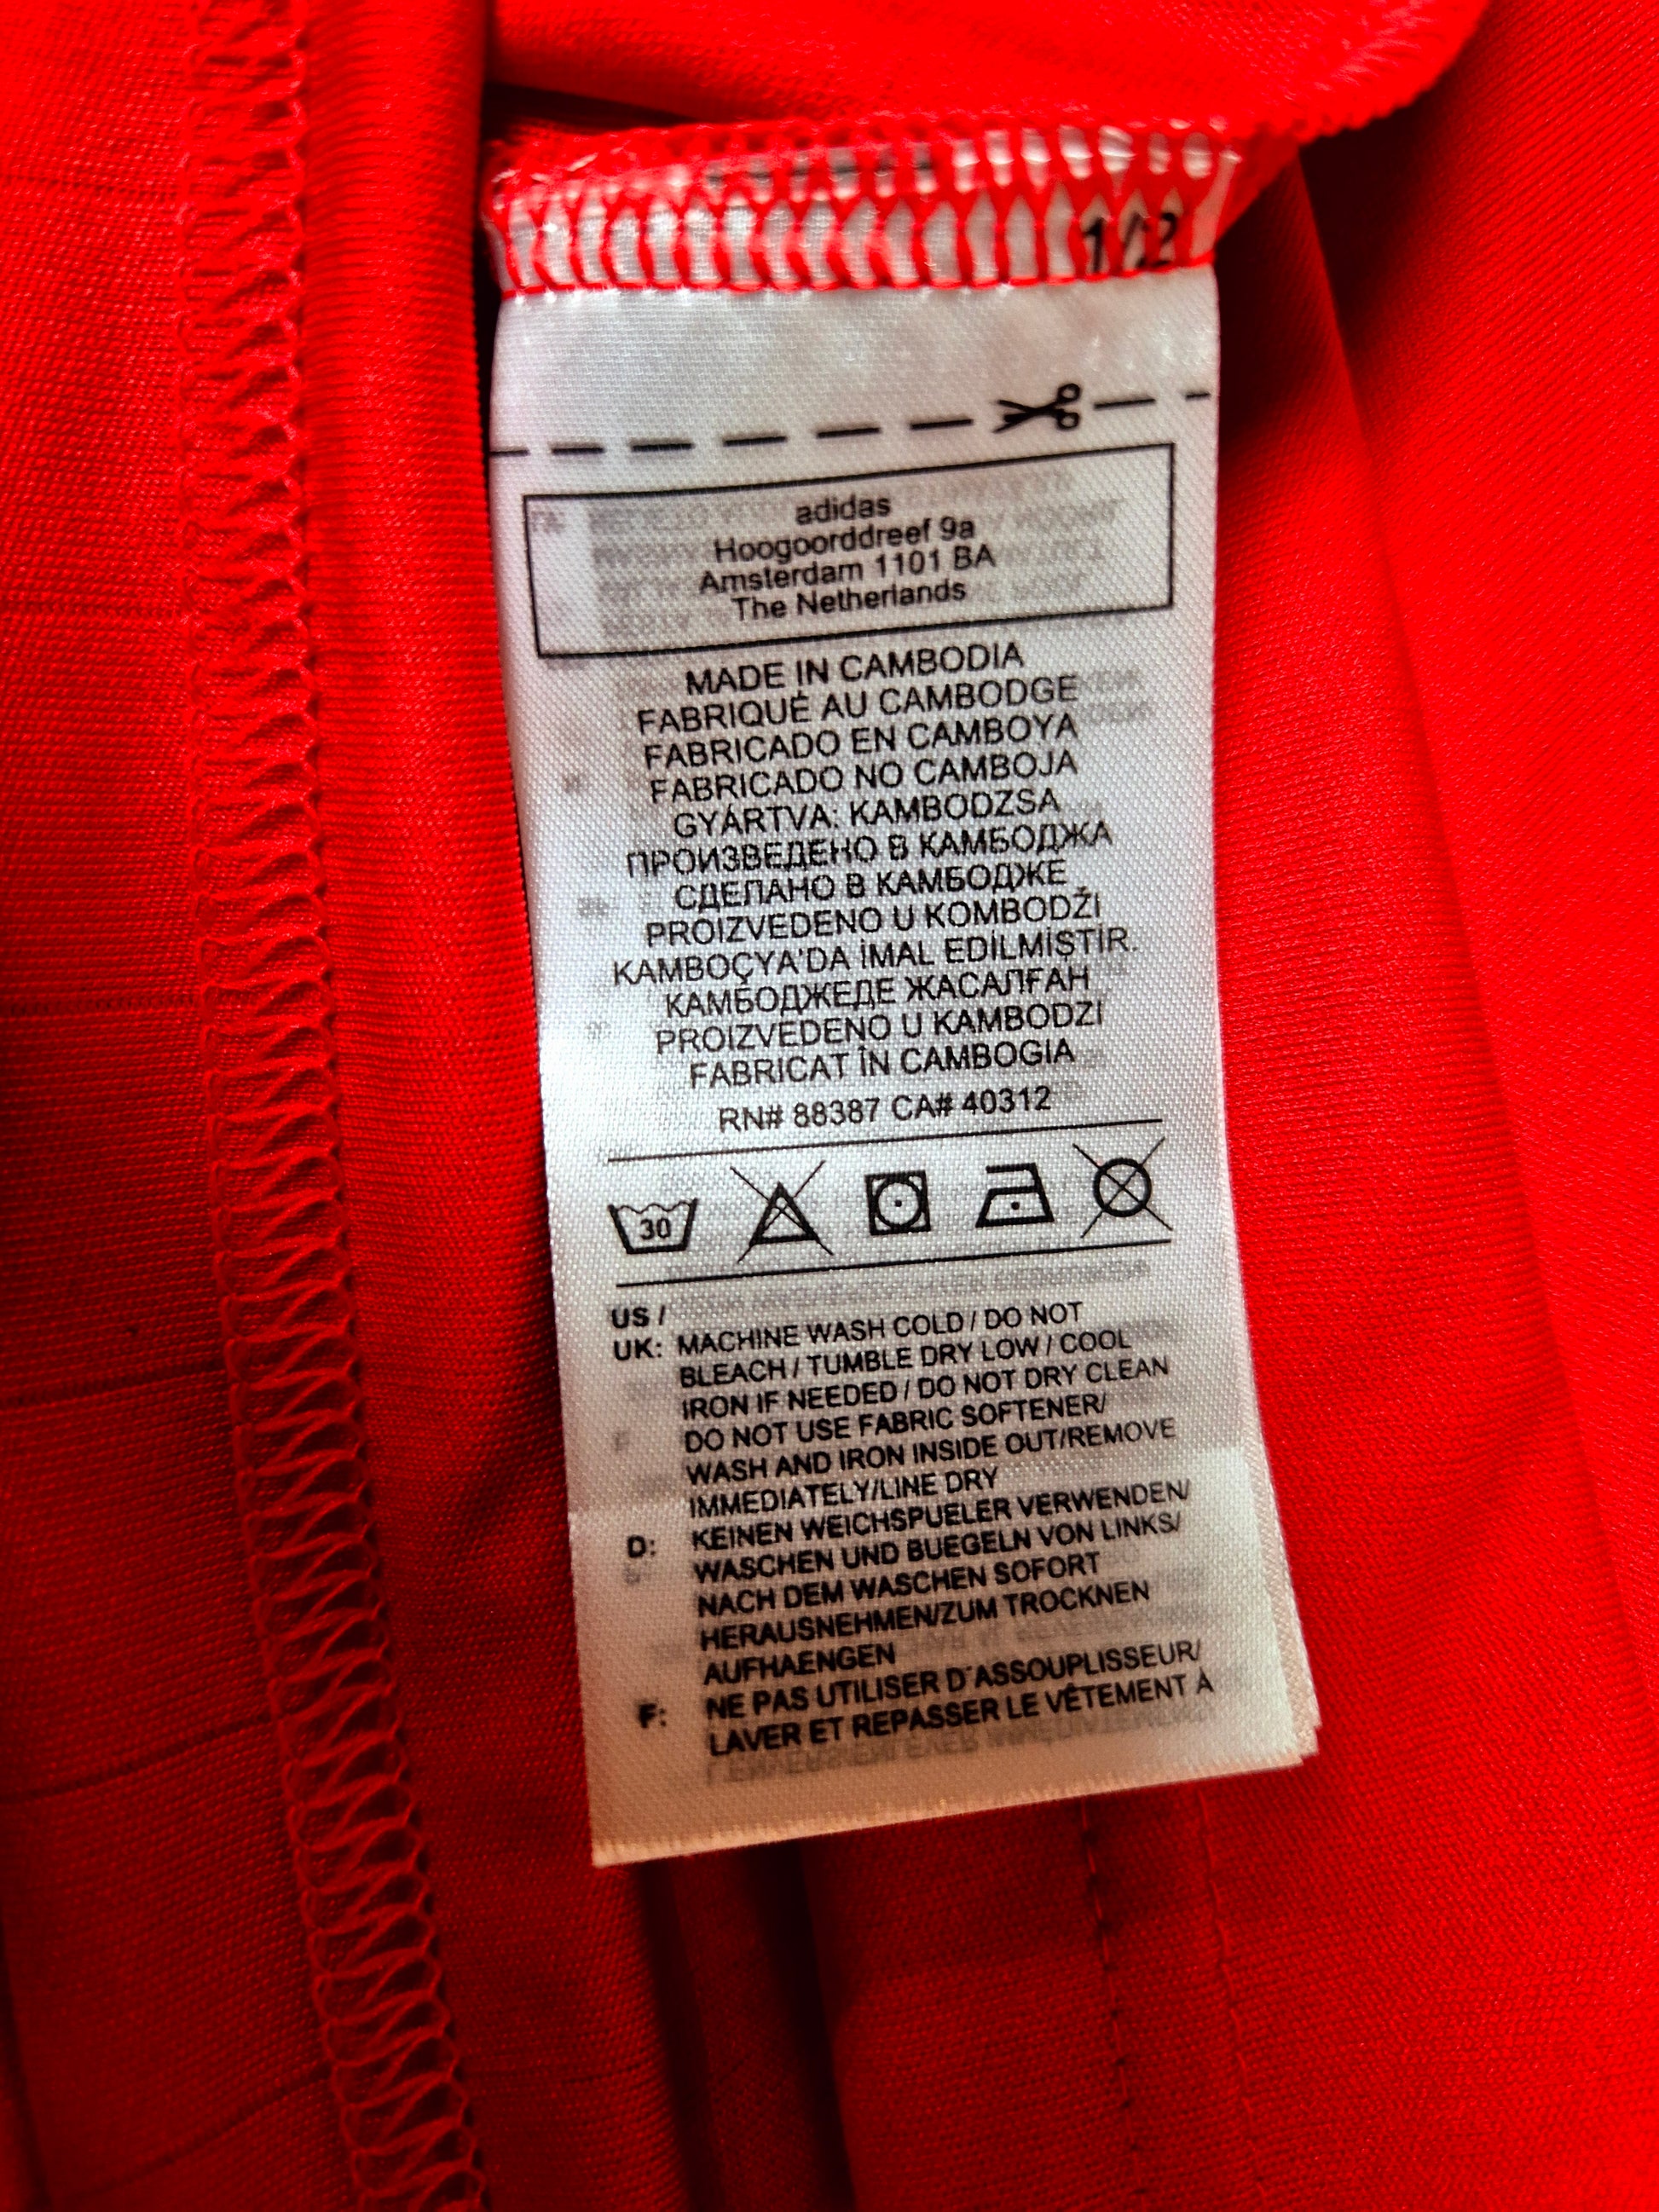 1/2
adidas
Hoogoorddreef 9a
Amsterdam 1101 BA
The Netherlands
MADE IN CAMBODIA
FABRIQUÉ AU CAMBODGE
FABRICADO EN CAMBOYA
FABRICADO NO CAMBOJA
GYÁRTVA: KAMBODZSA
ПРОИЗВЕДЕНО В КАМБОДЖА
СДЕЛАНО В КАМБОДЖЕ
PROIZVEDENO U KOMBODŽI
KAMBOÇYA'DA İMAL EDİLMİŞTİR.
КАМБОДЖЕДЕ ЖАСАЛҒАН
PROIZVEDENO U KAMBODZI
FABRICAT ÎN CAMBOGIA
RN# 88387 CA# 40312
30
US /
UK: MACHINE WASH COLD / DO NOT
BLEACH / TUMBLE DRY LOW / COOL
IRON IF NEEDED / DO NOT DRY CLEAN
DO NOT USE FABRIC SOFTENER/
WASH AND IRON INSIDE OUT/REMOVE
IMMEDIATELY/LINE DRY
D: KEINEN WEICHSPUELER VERWENDEN/
WASCHEN UND BUEGELN VON LINKS/
NACH DEM WASCHEN SOFORT
HERAUSNEHMEN/ZUM TROCKNEN
AUFHAENGEN
F: NE PAS UTILISER D´ASSOUPLISSEUR/
LAVER ET REPASSER LE VÊTEMENT À